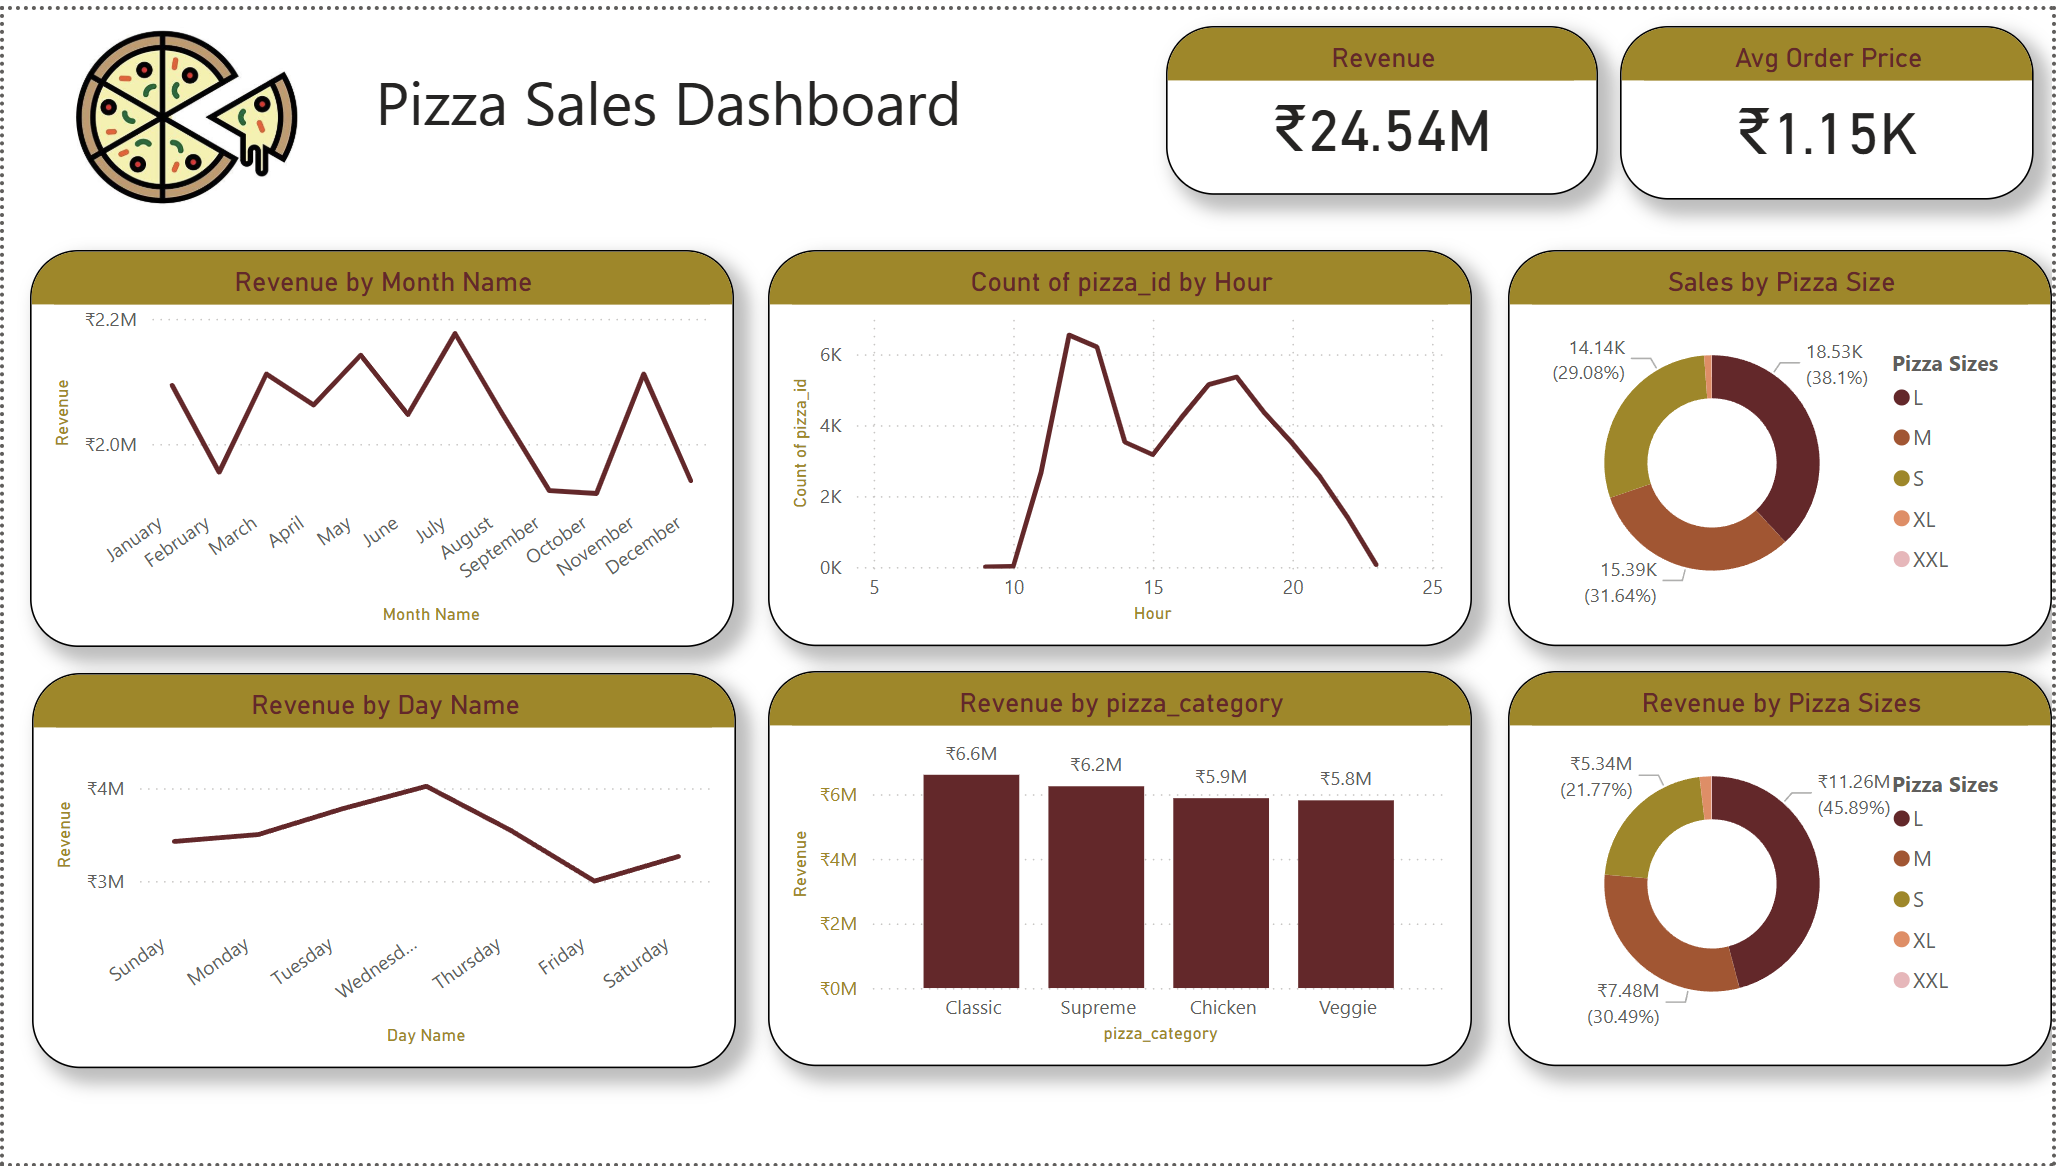 Pizza Sales Dashboard
Revenue
₹24.54M
Avg Order Price
₹1.15K
Revenue by Month Name
₹2.2M
₹2.0M
Revenue
January
February
March
April
May
June
July
August
September
October
November
December
Month Name
Count of pizza_id by Hour
6K
4K
2K
0K
Count of pizza_id
5
10
15
20
25
Hour
Sales by Pizza Size
14.14K
(29.08%)
18.53K
(38.1%)
15.39K
(31.64%)
Pizza Sizes
L
M
S
XL
XXL
Revenue by Day Name
₹4M
₹3M
Revenue
Sunday
Monday
Tuesday
Wednesd...
Thursday
Friday
Saturday
Day Name
Revenue by pizza_category
₹6.6M
₹6.2M
₹5.9M
₹5.8M
₹6M
₹4M
₹2M
₹0M
Revenue
Classic
Supreme
Chicken
Veggie
pizza_category
Revenue by Pizza Sizes
₹5.34M
(21.77%)
₹11.26M
(45.89%)
₹7.48M
(30.49%)
Pizza Sizes
L
M
S
XL
XXL